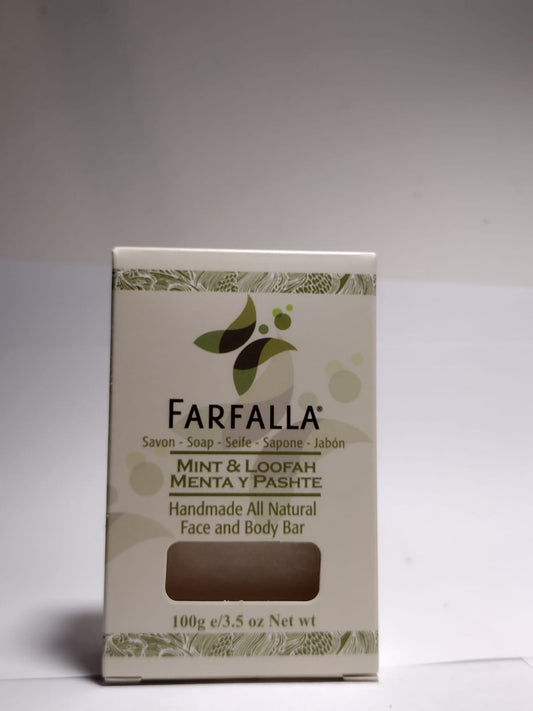 FARFALLA®
Savon - Soap - Seife - Sapone - Jabón
MINT & LOOFAH
MENTA Y PASHTE
Handmade All Natural
Face and Body Bar
100g e/3.5 oz Net wt